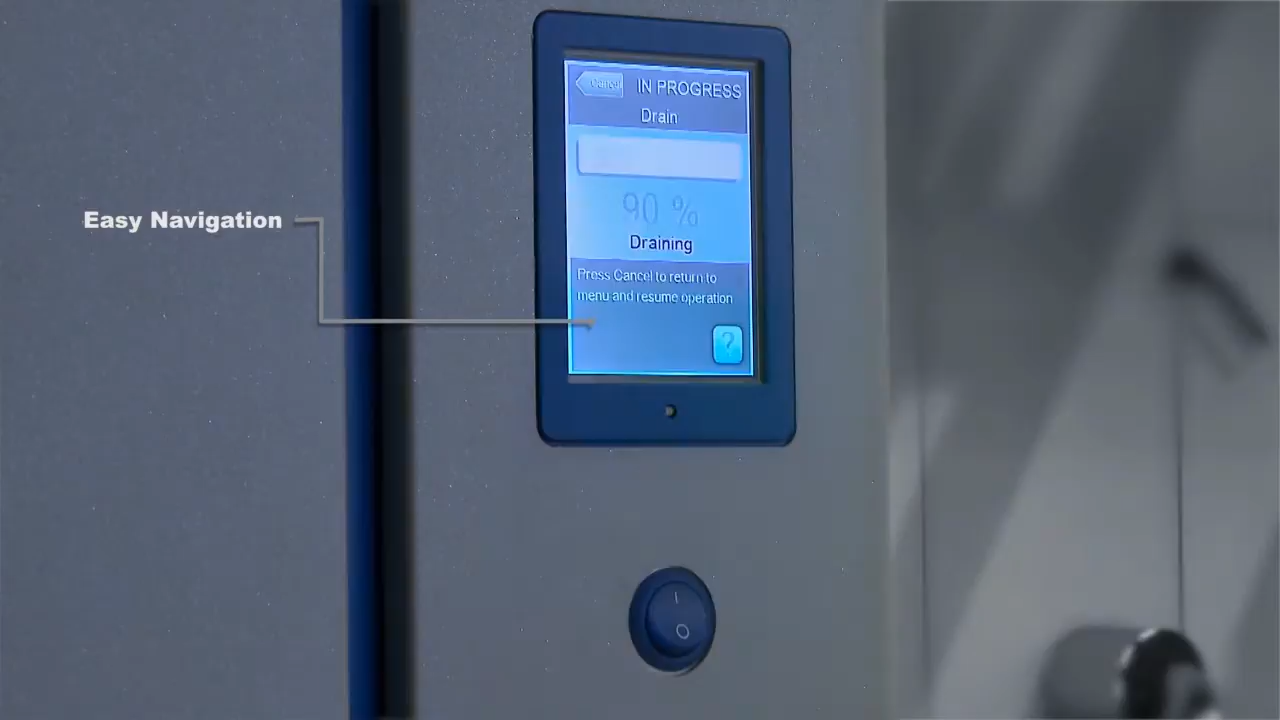 Cancel
IN PROGRESS
Drain
90 %
Draining
Press Cancel to return to
menu and resume operation
?
Easy Navigation
I
O